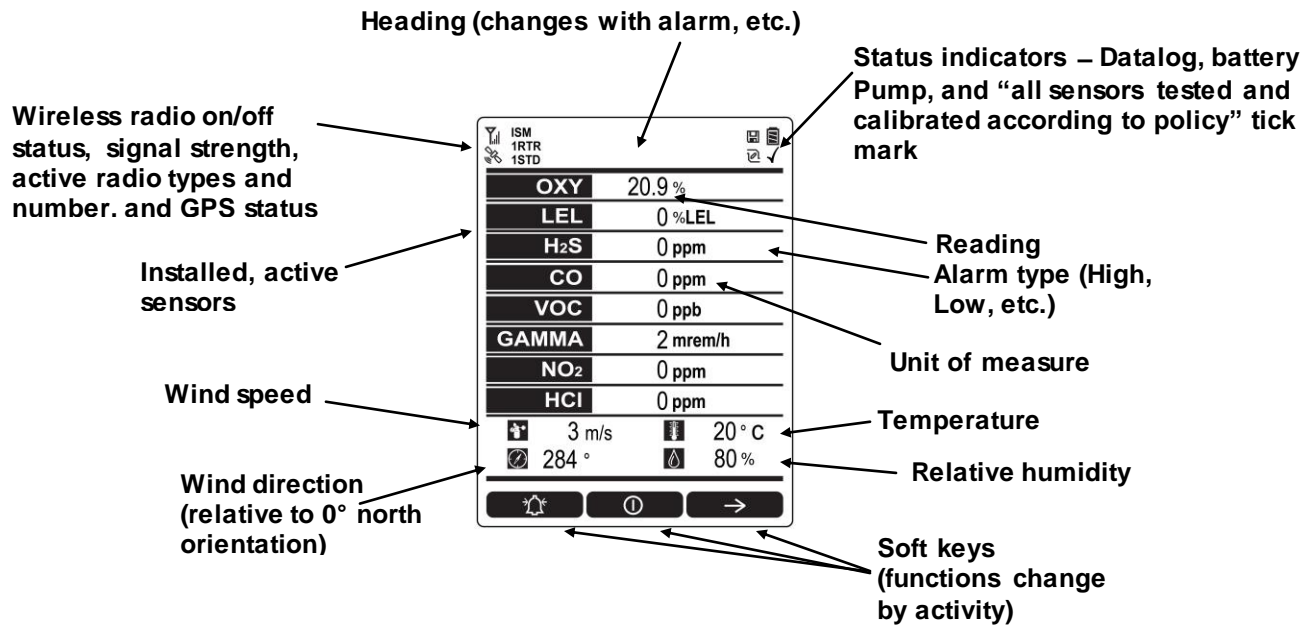 Heading (changes with alarm, etc.)
Status indicators – Datalog, battery
Pump, and “all sensors tested and
calibrated according to policy” tick
mark
Wireless radio on/off
status, signal strength,
active radio types and
number. and GPS status
Installed, active
sensors
Wind speed
Wind direction
(relative to 0° north
orientation)
ISM
1RTR
1STD
OXY 20.9 %
LEL 0 %LEL
H₂S 0 ppm
CO 0 ppm
VOC 0 ppb
GAMMA 2 mrem/h
NO₂ 0 ppm
HCl 0 ppm
3 m/s 20 ° C
284 ° 80 %
Reading
Alarm type (High,
Low, etc.)
Unit of measure
Temperature
Relative humidity
Soft keys
(functions change
by activity)